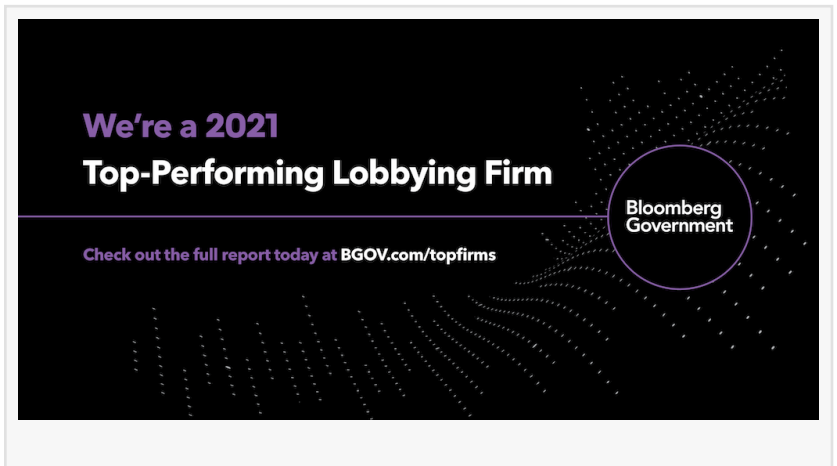 We're a 2021
Top-Performing Lobbying Firm
Bloomberg
Government
Check out the full report today at BGOV.com/topfirms